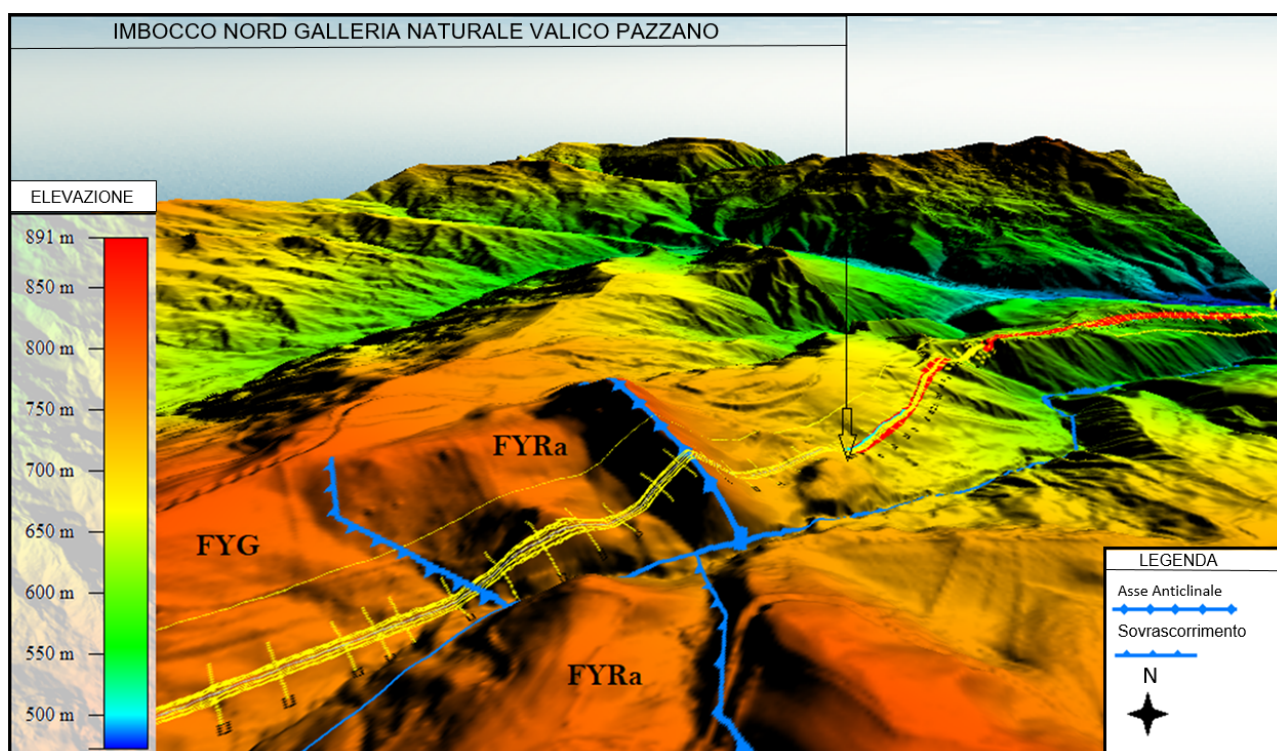 IMBOCCO NORD GALLERIA NATURALE VALICO PAZZANO
ELEVAZIONE
891 m
850 m
800 m
750 m
700 m
650 m
600 m
550 m
500 m
FYRa
FYG
FYRa
LEGENDA
Asse Anticlinale
Sovrascorrimento
N